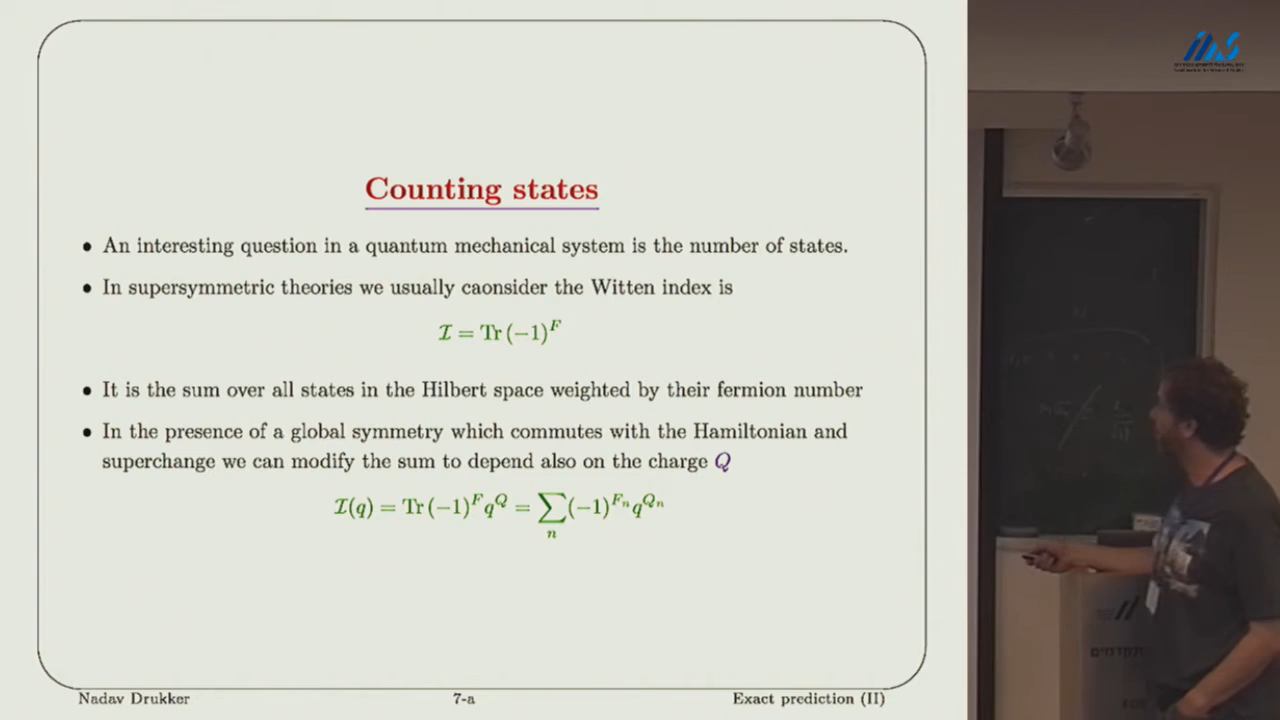 Counting states
• An interesting question in a quantum mechanical system is the number of states.
• In supersymmetric theories we usually caonsider the Witten index is
𝓘 = Tr (−1)^F
• It is the sum over all states in the Hilbert space weighted by their fermion number
• In the presence of a global symmetry which commutes with the Hamiltonian and
superchange we can modify the sum to depend also on the charge Q
𝓘(q) = Tr (−1)^F q^Q = ∑_n (−1)^{F_n} q^{Q_n}
Nadav Drukker 7-a Exact prediction (II)